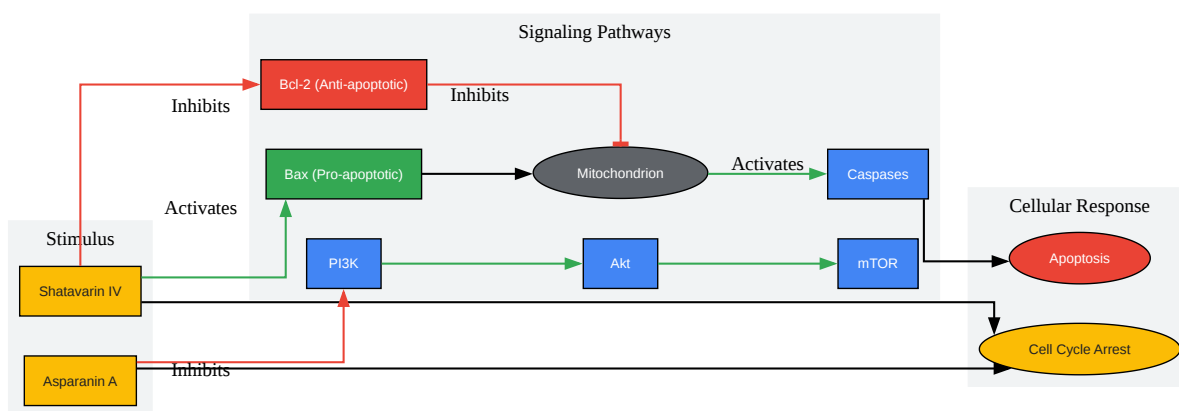 Signaling Pathways
Bcl-2 (Anti-apoptotic)
Inhibits
Inhibits
Bax (Pro-apoptotic)
Mitochondrion
Activates
Caspases
Activates
Cellular Response
Stimulus
PI3K
Akt
mTOR
Apoptosis
Shatavarin IV
Cell Cycle Arrest
Inhibits
Asparanin A